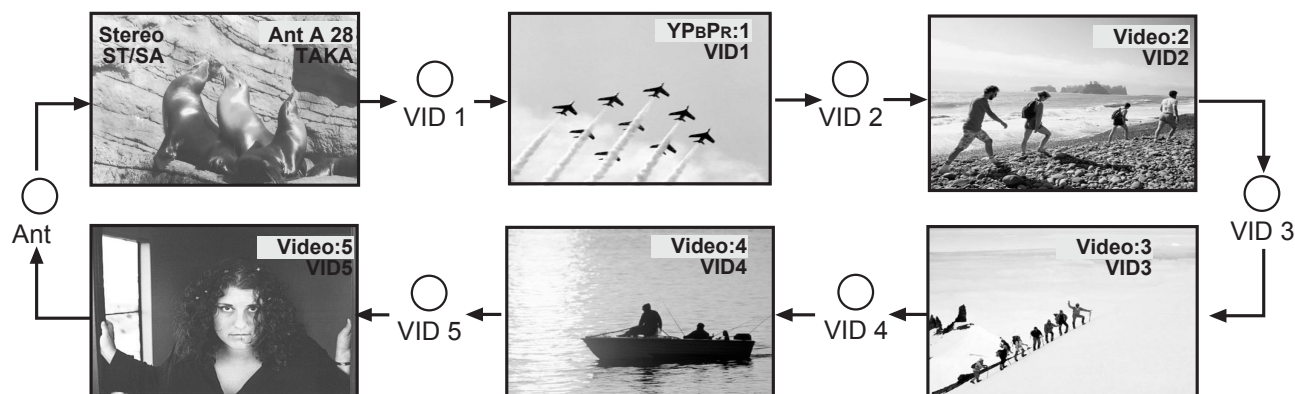 Stereo
ST/SA
Ant A 28
TAKA
VID 1
YPBPR:1
VID1
VID 2
Video:2
VID2
VID 3
Video:3
VID3
VID 4
Video:4
VID4
VID 5
Video:5
VID5
Ant